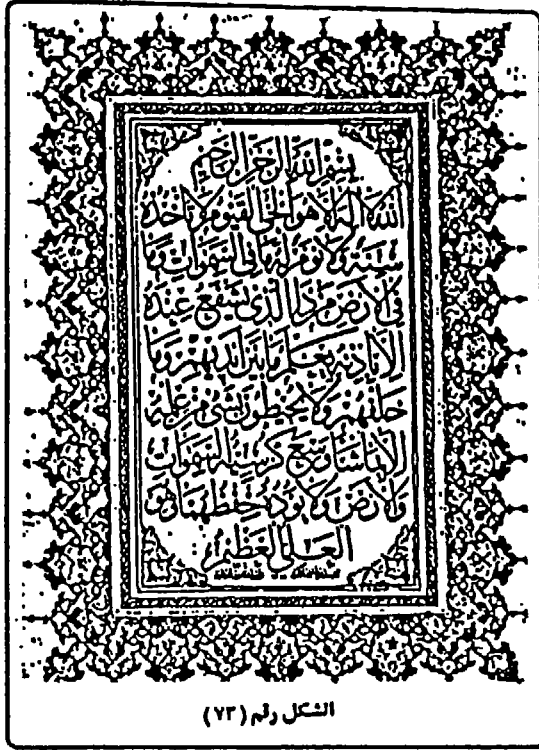 بسم الله الرحمن الرحيم
الله لا إله إلا هو الحي القيوم لا تأخذه
سنة ولا نوم له ما في السموات وما
في الأرض من ذا الذي يشفع عنده
إلا بإذنه يعلم ما بين أيديهم وما
خلفهم ولا يحيطون بشيء من علمه
إلا بما شاء وسع كرسيه السموات
والأرض ولا يؤده حفظهما وهو
العلي العظيم
الشكل رقم (٧٣)